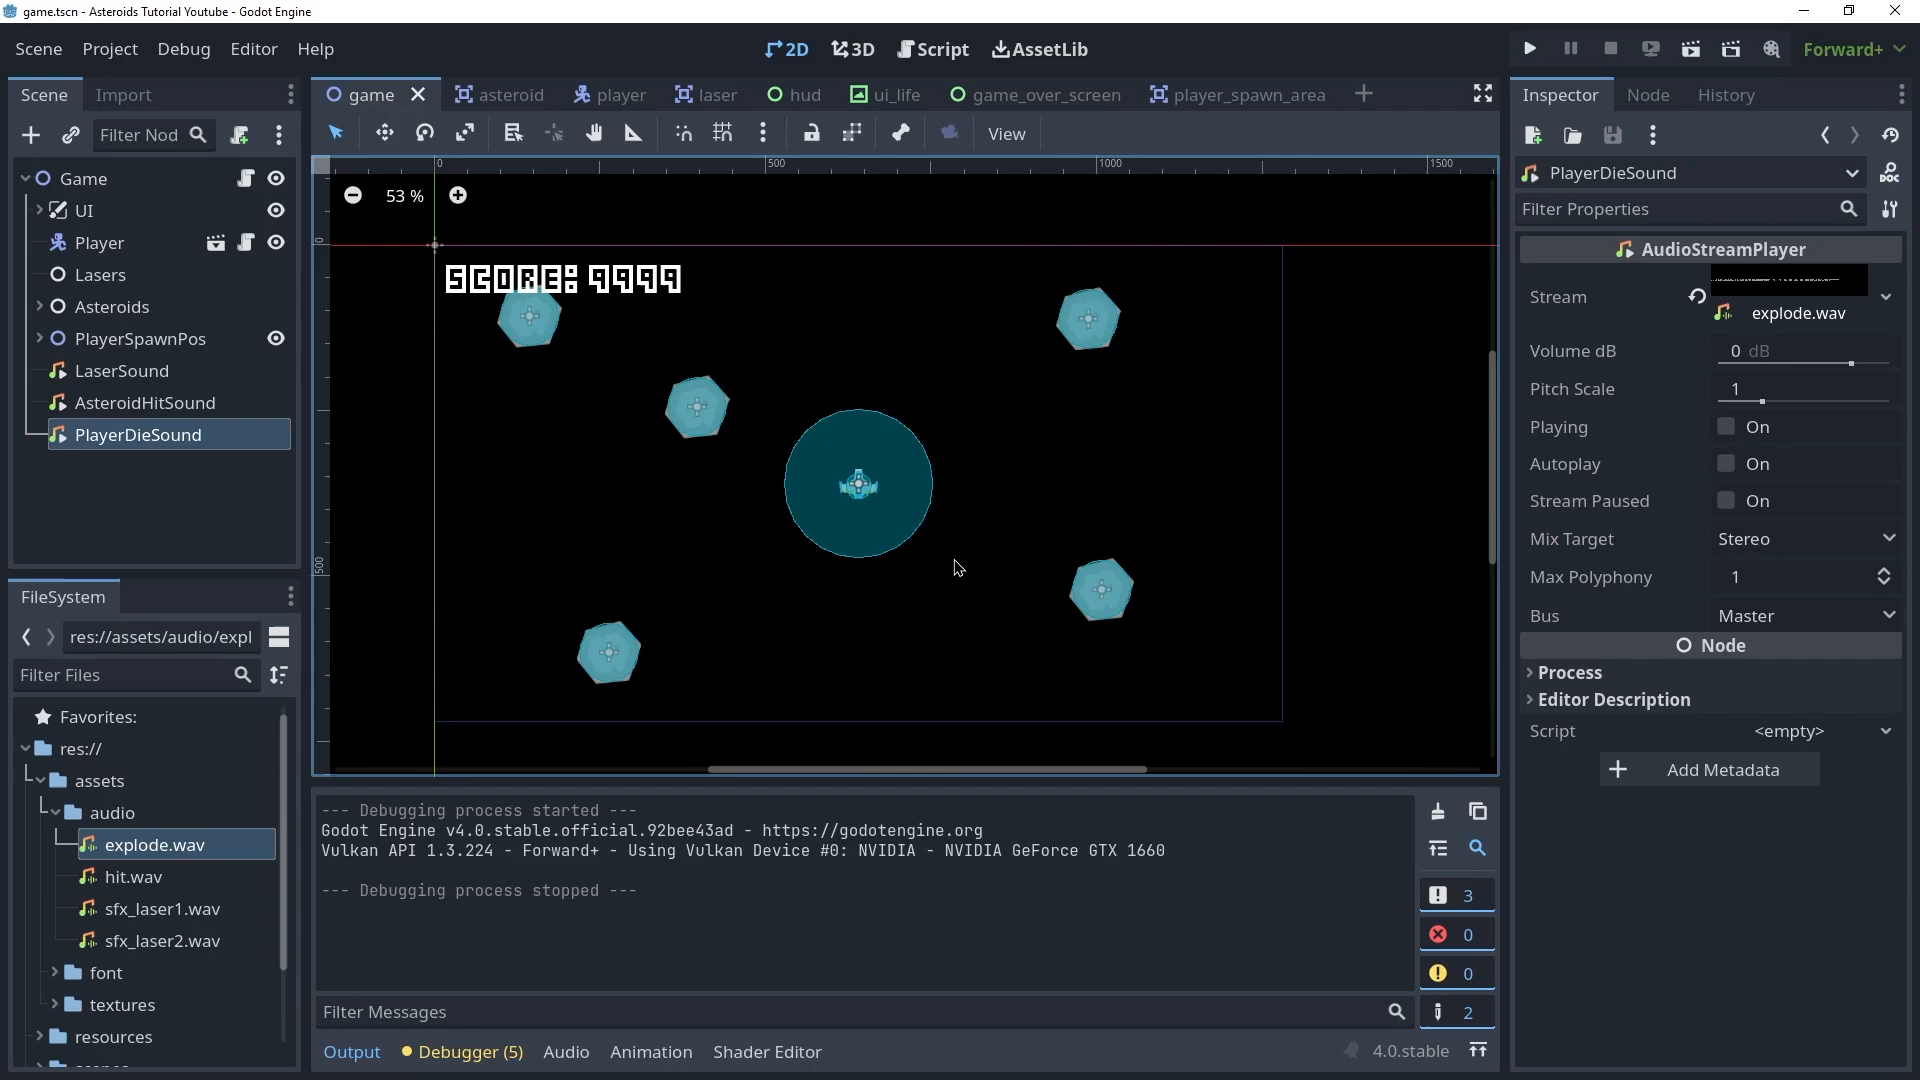 game.tscn - Asteroids Tutorial Youtube - Godot Engine
Scene Project Debug Editor Help
2D 3D Script AssetLib
Forward+
Scene Import
game asteroid player laser hud ui_life game_over_screen player_spawn_area
Inspector Node History
Filter Nod
View
Game
UI
Player
Lasers
Asteroids
PlayerSpawnPos
LaserSound
AsteroidHitSound
PlayerDieSound
FileSystem
res://assets/audio/expl
Filter Files
Favorites:
res://
assets
audio
explode.wav
hit.wav
sfx_laser1.wav
sfx_laser2.wav
font
textures
resources
0 500 1000 1500
53 %
0
SCORE: 9999
500
--- Debugging process started ---
Godot Engine v4.0.stable.official.92bee43ad - https://godotengine.org
Vulkan API 1.3.224 - Forward+ - Using Vulkan Device #0: NVIDIA - NVIDIA GeForce GTX 1660
--- Debugging process stopped ---
3
0
0
2
Filter Messages
Output Debugger (5) Audio Animation Shader Editor
4.0.stable
PlayerDieSound
DOC
Filter Properties
AudioStreamPlayer
Stream
explode.wav
Volume dB 0 dB
Pitch Scale 1
Playing On
Autoplay On
Stream Paused On
Mix Target Stereo
Max Polyphony 1
Bus Master
Node
Process
Editor Description
Script <empty>
Add Metadata